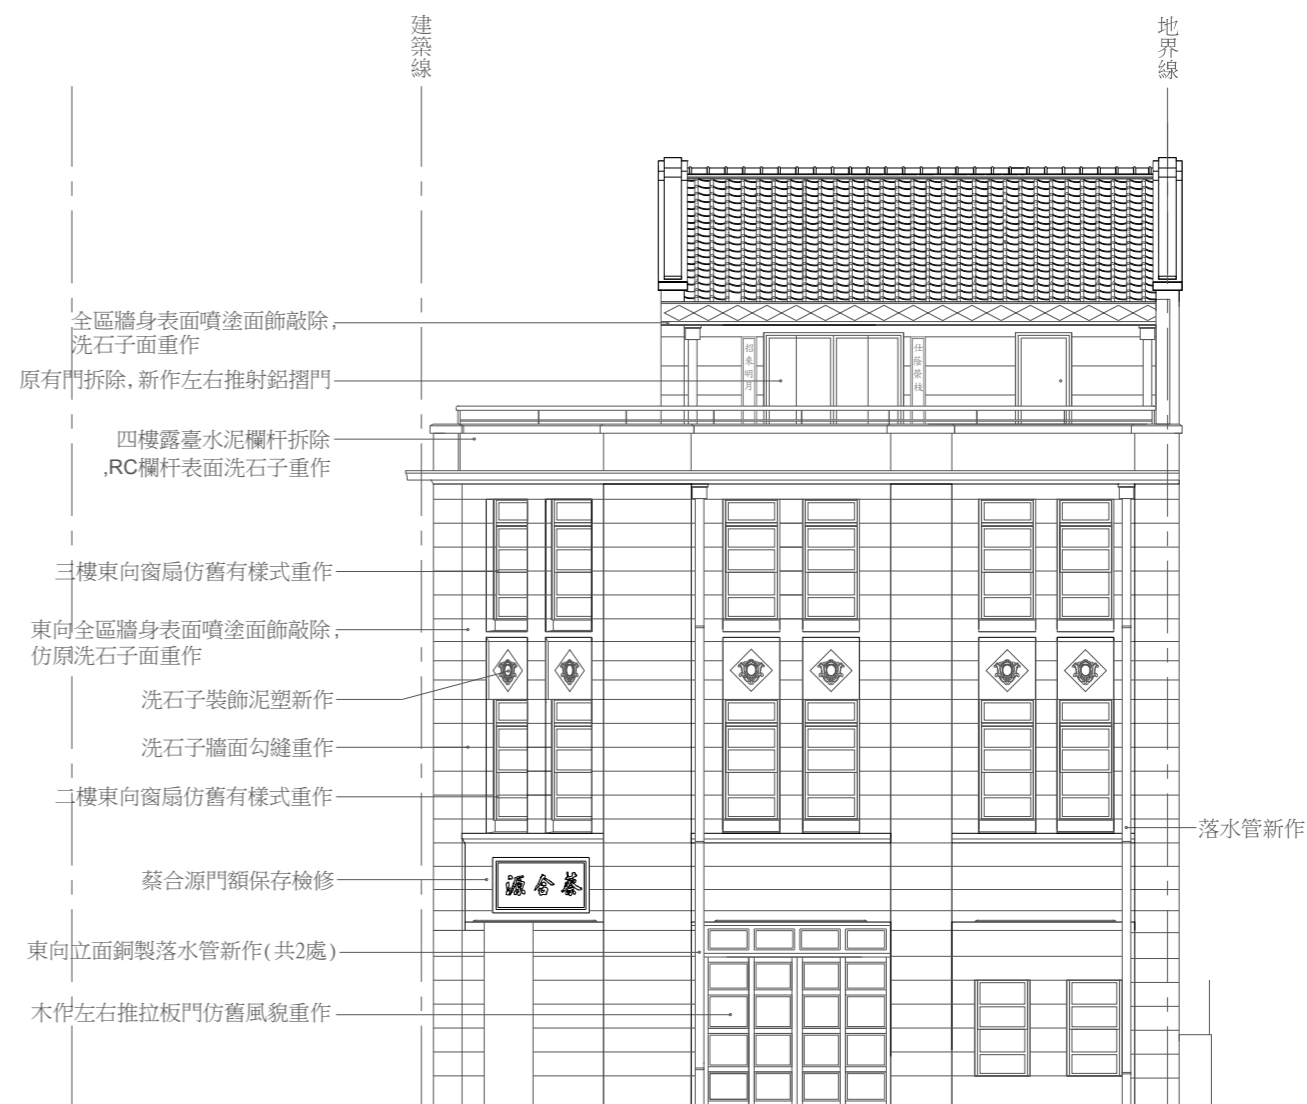 建築線
地界線
全區牆身表面噴塗面飾敲除,
洗石子面重作
原有門拆除,新作左右推射鋁摺門
招來明月
仕蔭榮枝
四樓露臺水泥欄杆拆除
,RC欄杆表面洗石子重作
三樓東向窗扇仿舊有樣式重作
東向全區牆身表面噴塗面飾敲除,
仿原洗石子面重作
洗石子裝飾泥塑新作
洗石子牆面勾縫重作
二樓東向窗扇仿舊有樣式重作
落水管新作
蔡合源門額保存檢修
源合蔡
東向立面銅製落水管新作(共2處)
木作左右推拉板門仿舊風貌重作